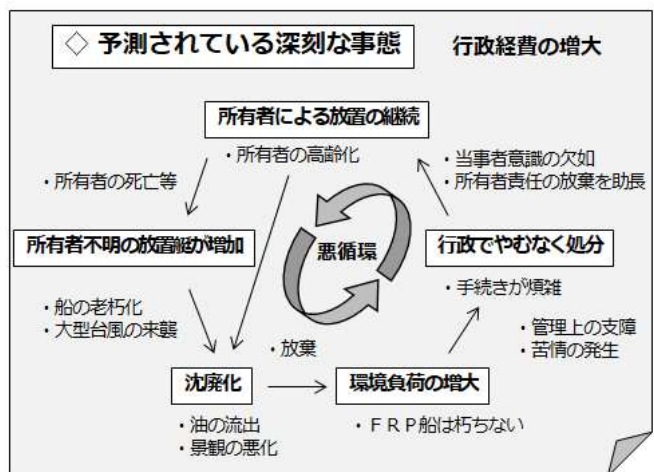 ◇ 予測されている深刻な事態
行政経費の増大
所有者による放置の継続
・所有者の高齢化
・当事者意識の欠如
・所有者責任の放棄を助長
・所有者の死亡等
所有者不明の放置艇が増加
悪循環
行政でやむなく処分
・手続きが煩雑
・船の老朽化
・大型台風の来襲
・管理上の支障
・苦情の発生
・放棄
沈廃化
環境負荷の増大
・油の流出
・景観の悪化
・ＦＲＰ船は朽ちない